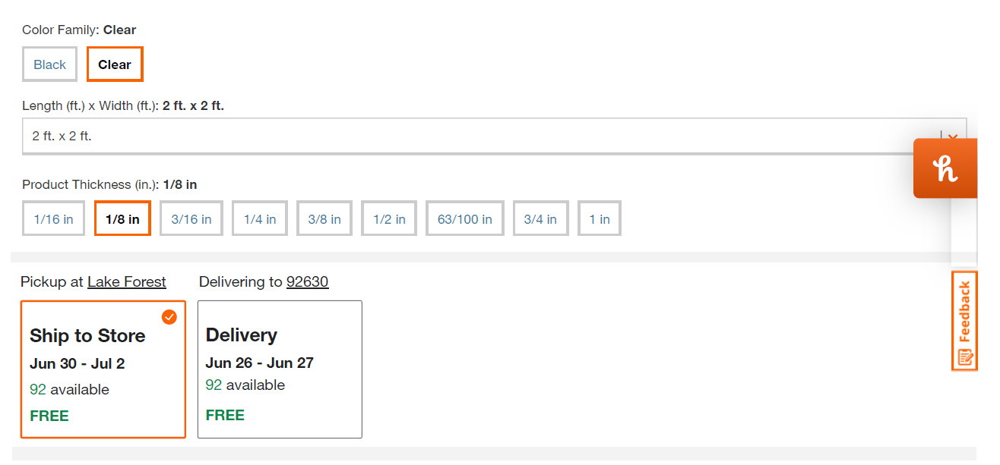 Color Family: Clear
Black
Clear
Length (ft.) x Width (ft.): 2 ft. x 2 ft.
2 ft. x 2 ft.
Product Thickness (in.): 1/8 in
1/16 in
1/8 in
3/16 in
1/4 in
3/8 in
1/2 in
63/100 in
3/4 in
1 in
Pickup at Lake Forest
Ship to Store
Jun 30 - Jul 2
92 available
FREE
Delivering to 92630
Delivery
Jun 26 - Jun 27
92 available
FREE
h
Feedback